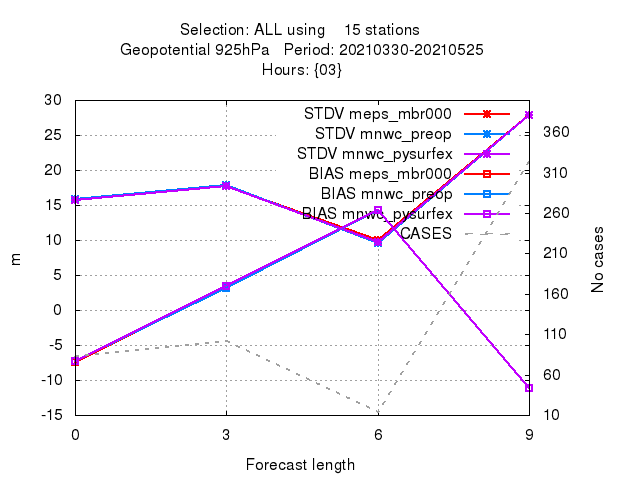 Selection: ALL using 15 stations
Geopotential 925hPa Period: 20210330-20210525
Hours: {03}
30
25
20
15
10
5
0
-5
-10
-15
m
STDV meps_mbr000
STDV mnwc_preop
STDV mnwc_pysurfex
BIAS meps_mbr000
BIAS mnwc_preop
BIAS mnwc_pysurfex
CASES
360
310
260
210
160
110
60
10
No cases
0 3 6 9
Forecast length